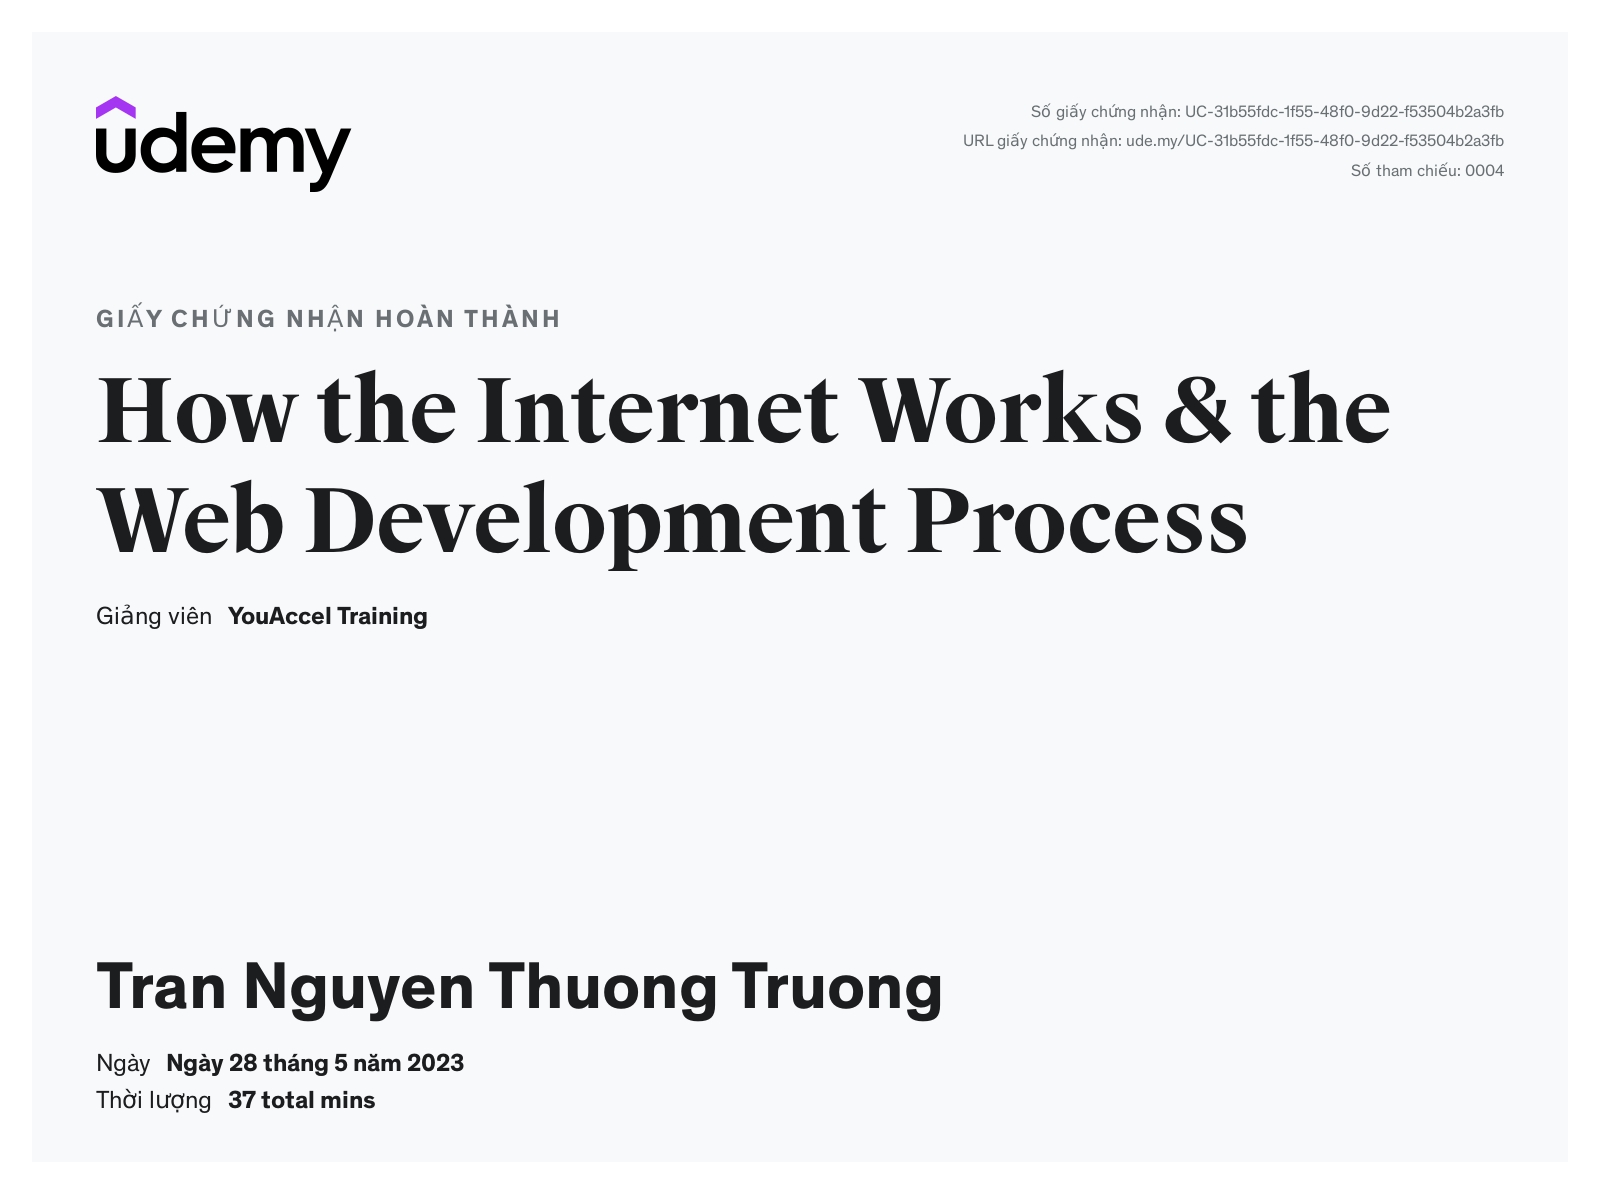 udemy
Số giấy chứng nhận: UC-31b55fdc-1f55-48f0-9d22-f53504b2a3fb
URL giấy chứng nhận: ude.my/UC-31b55fdc-1f55-48f0-9d22-f53504b2a3fb
Số tham chiếu: 0004
GIẤY CHỨNG NHẬN HOÀN THÀNH
How the Internet Works & the
Web Development Process
Giảng viên YouAccel Training
Tran Nguyen Thuong Truong
Ngày Ngày 28 tháng 5 năm 2023
Thời lượng 37 total mins